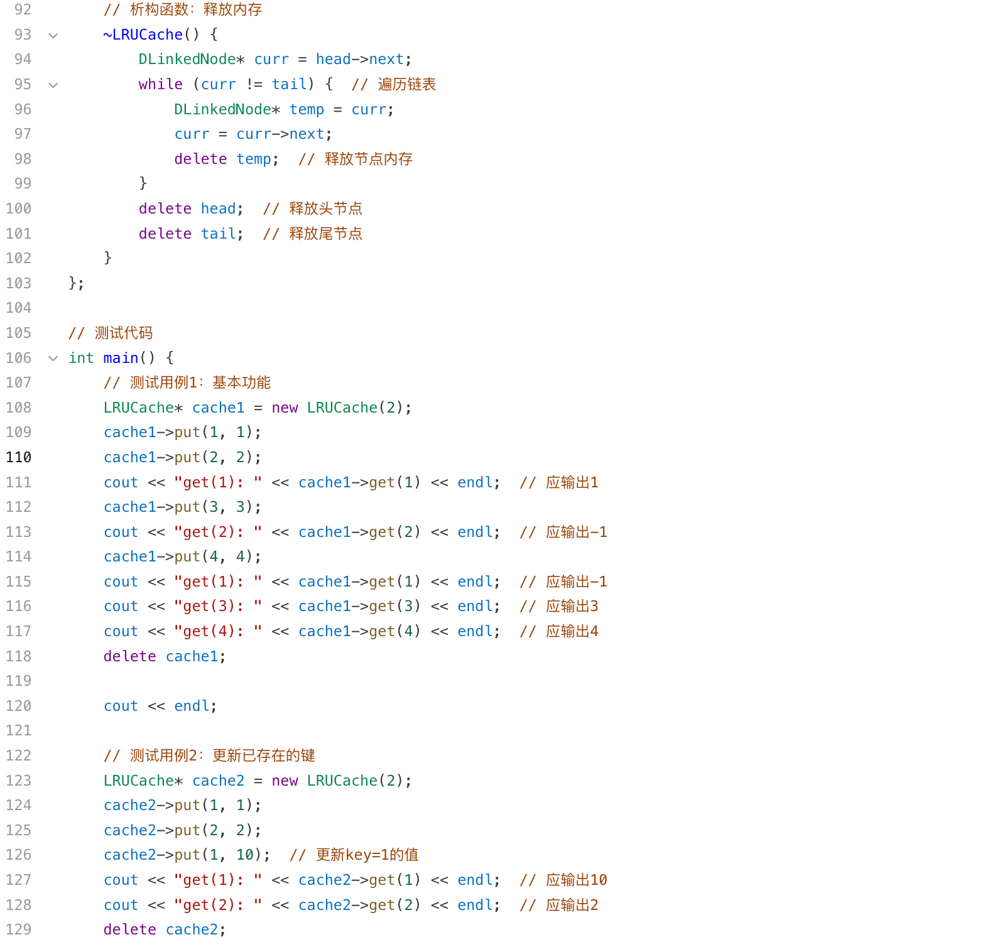 92 // 析构函数：释放内存
93 ~LRUCache() {
94 DLinkedNode* curr = head->next;
95 while (curr != tail) {  // 遍历链表
96 DLinkedNode* temp = curr;
97 curr = curr->next;
98 delete temp;  // 释放节点内存
99 }
100 delete head;  // 释放头节点
101 delete tail;  // 释放尾节点
102 }
103 };
104
105 // 测试代码
106 int main() {
107 // 测试用例1：基本功能
108 LRUCache* cache1 = new LRUCache(2);
109 cache1->put(1, 1);
110 cache1->put(2, 2);
111 cout << "get(1): " << cache1->get(1) << endl;  // 应输出1
112 cache1->put(3, 3);
113 cout << "get(2): " << cache1->get(2) << endl;  // 应输出-1
114 cache1->put(4, 4);
115 cout << "get(1): " << cache1->get(1) << endl;  // 应输出-1
116 cout << "get(3): " << cache1->get(3) << endl;  // 应输出3
117 cout << "get(4): " << cache1->get(4) << endl;  // 应输出4
118 delete cache1;
119
120 cout << endl;
121
122 // 测试用例2：更新已存在的键
123 LRUCache* cache2 = new LRUCache(2);
124 cache2->put(1, 1);
125 cache2->put(2, 2);
126 cache2->put(1, 10);  // 更新key=1的值
127 cout << "get(1): " << cache2->get(1) << endl;  // 应输出10
128 cout << "get(2): " << cache2->get(2) << endl;  // 应输出2
129 delete cache2;